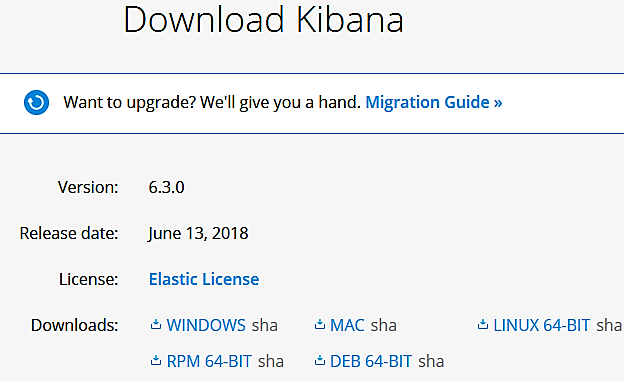 Download Kibana
Want to upgrade? We'll give you a hand. Migration Guide »
Version: 6.3.0
Release date: June 13, 2018
License: Elastic License
Downloads: WINDOWS sha MAC sha LINUX 64-BIT sha
RPM 64-BIT sha DEB 64-BIT sha